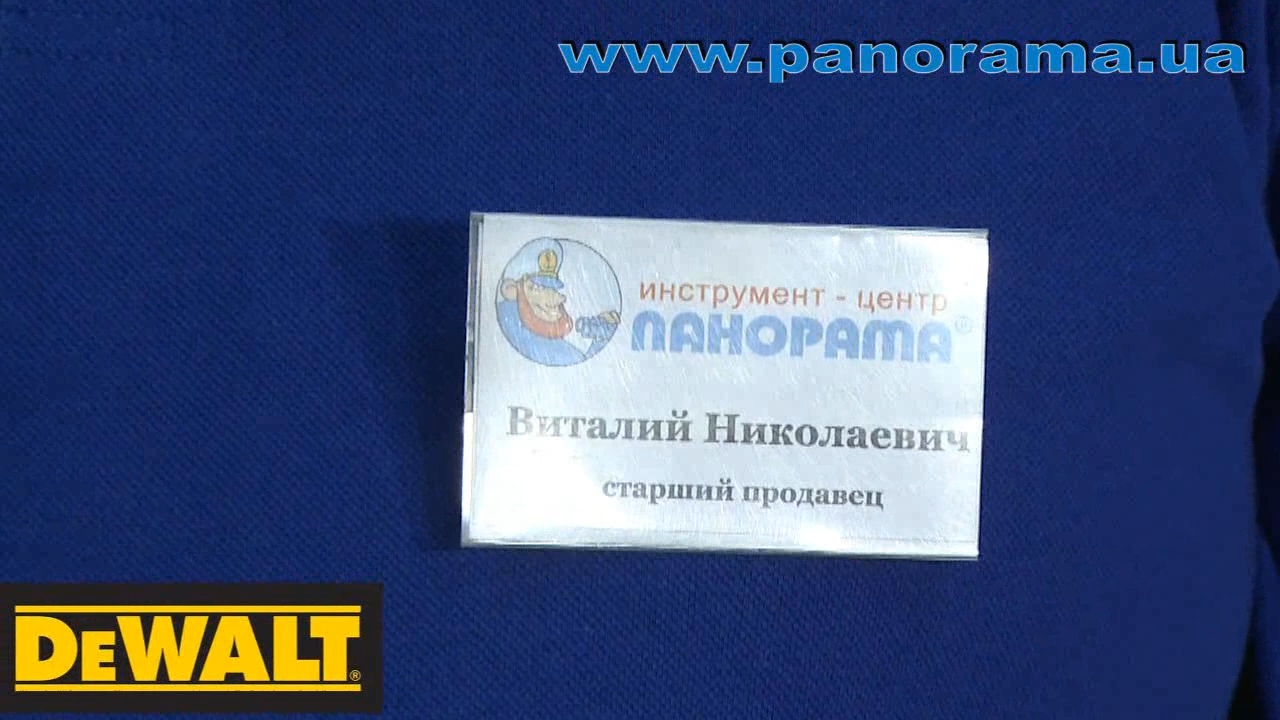 www.panorama.ua
инструмент - центр
ПАНОРАМА®
Виталий Николаевич
старший продавец
DEWALT®